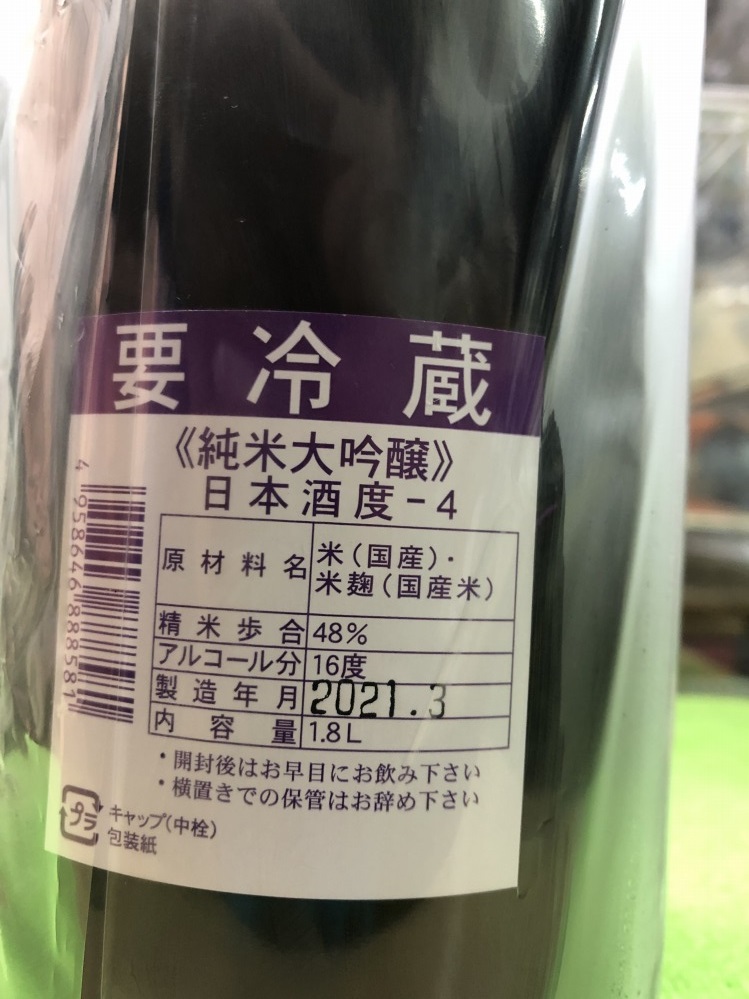 要冷蔵
《純米大吟醸》
日本酒度-4
原材料名 米(国産)・
米麹(国産米)
精米歩合 48%
アルコール分 16度
製造年月 2021.3
内容量 1.8L
・開封後はお早目にお飲み下さい
・横置きでの保管はお辞め下さい
プラ
キャップ(中栓)
包装紙
4 958646 888581